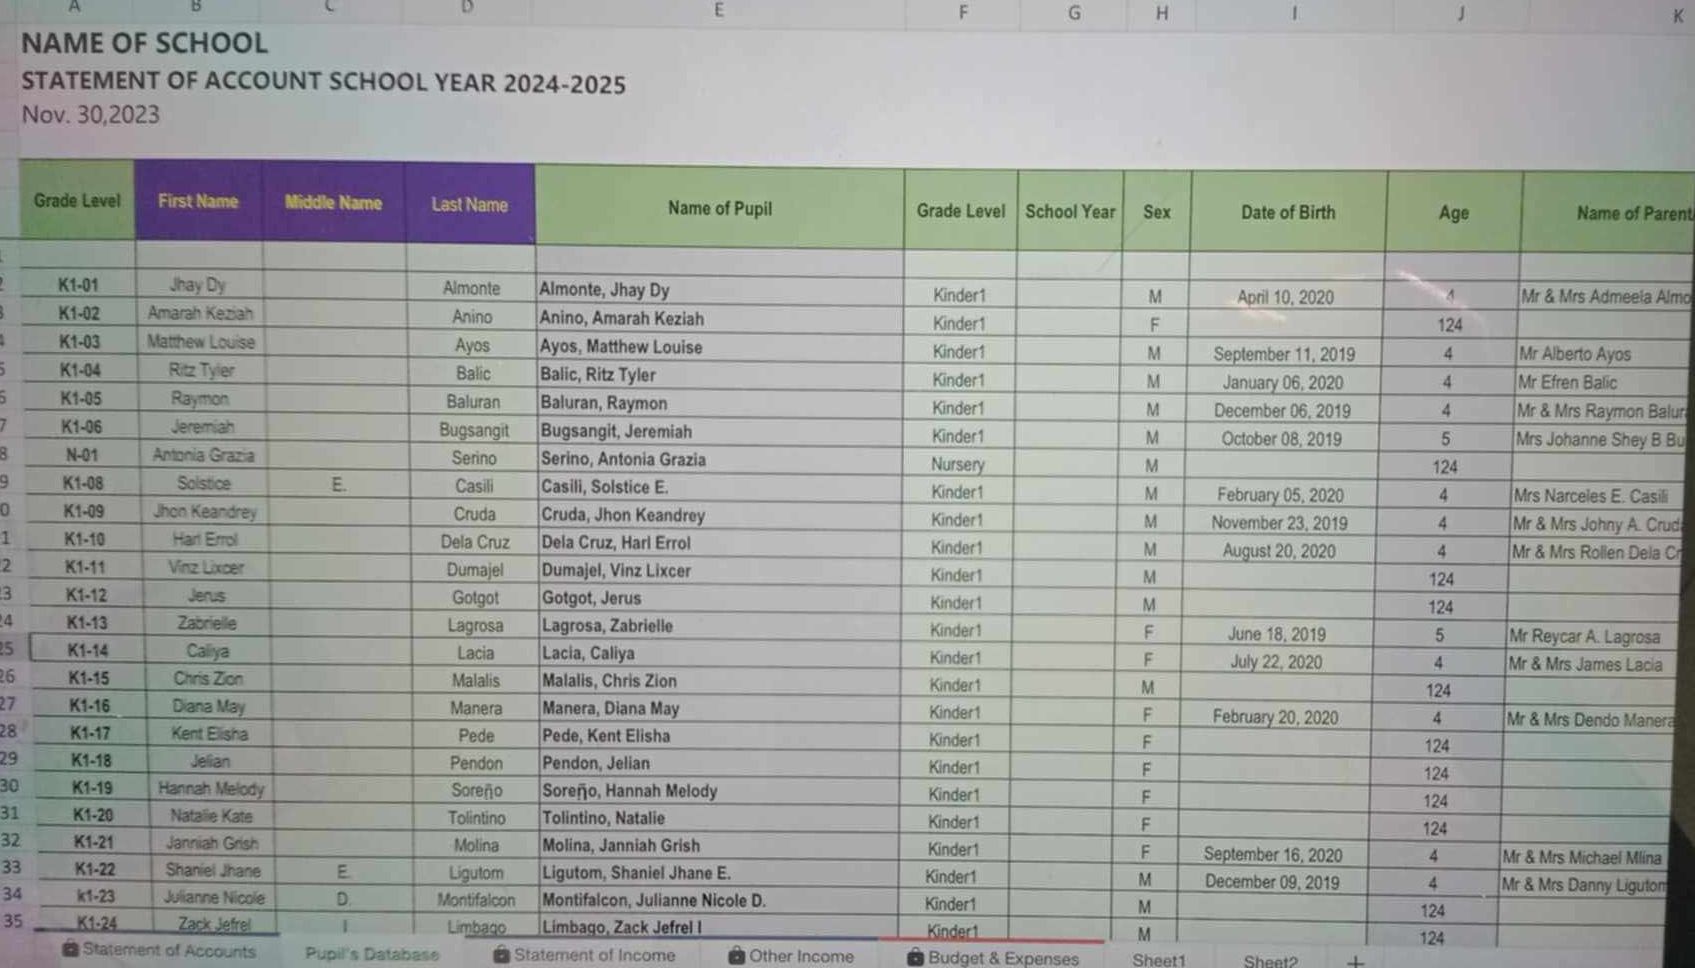 A B C D E F G H I J K
NAME OF SCHOOL
STATEMENT OF ACCOUNT SCHOOL YEAR 2024-2025
Nov. 30,2023
Grade Level First Name Middle Name Last Name Name of Pupil Grade Level School Year Sex Date of Birth Age Name of Parent
K1-01 Jhay Dy Almonte Almonte, Jhay Dy Kinder1 M April 10, 2020 4 Mr & Mrs Admeela Almo
K1-02 Amarah Keziah Anino Anino, Amarah Keziah Kinder1 F 124
K1-03 Matthew Louise Ayos Ayos, Matthew Louise Kinder1 M September 11, 2019 4 Mr Alberto Ayos
K1-04 Ritz Tyler Balic Balic, Ritz Tyler Kinder1 M January 06, 2020 4 Mr Efren Balic
K1-05 Raymon Baluran Baluran, Raymon Kinder1 M December 06, 2019 4 Mr & Mrs Raymon Balur
K1-06 Jeremiah Bugsangit Bugsangit, Jeremiah Kinder1 M October 08, 2019 5 Mrs Johanne Shey B Bu
N-01 Antonia Grazia Serino Serino, Antonia Grazia Nursery M 124
K1-08 Solstice E. Casili Casili, Solstice E. Kinder1 M February 05, 2020 4 Mrs Narceles E. Casili
K1-09 Jhon Keandrey Cruda Cruda, Jhon Keandrey Kinder1 M November 23, 2019 4 Mr & Mrs Johny A. Crud
K1-10 Harl Errol Dela Cruz Dela Cruz, Harl Errol Kinder1 M August 20, 2020 4 Mr & Mrs Rollen Dela Cr
K1-11 Vinz Lixcer Dumajel Dumajel, Vinz Lixcer Kinder1 M 124
K1-12 Jerus Gotgot Gotgot, Jerus Kinder1 M 124
24 K1-13 Zabrielle Lagrosa Lagrosa, Zabrielle Kinder1 F June 18, 2019 5 Mr Reycar A. Lagrosa
25 K1-14 Caliya Lacia Lacia, Caliya Kinder1 F July 22, 2020 4 Mr & Mrs James Lacia
26 K1-15 Chris Zion Malalis Malalis, Chris Zion Kinder1 M 124
27 K1-16 Diana May Manera Manera, Diana May Kinder1 F February 20, 2020 4 Mr & Mrs Dendo Manera
28 K1-17 Kent Elisha Pede Pede, Kent Elisha Kinder1 F 124
29 K1-18 Jelian Pendon Pendon, Jelian Kinder1 F 124
30 K1-19 Hannah Melody Soreño Soreño, Hannah Melody Kinder1 F 124
31 K1-20 Natalie Kate Tolintino Tolintino, Natalie Kinder1 F 124
32 K1-21 Janniah Grish Molina Molina, Janniah Grish Kinder1 F September 16, 2020 4 Mr & Mrs Michael Mlina
33 K1-22 Shaniel Jhane E. Ligutom Ligutom, Shaniel Jhane E. Kinder1 M December 09, 2019 4 Mr & Mrs Danny Ligutom
34 k1-23 Julianne Nicole D. Montifalcon Montifalcon, Julianne Nicole D. Kinder1 M 124
35 K1-24 Zack Jefrel I Limbago Limbago, Zack Jefrel I Kinder1 M 124
Statement of Accounts Pupil's Database Statement of Income Other Income Budget & Expenses Sheet1 Sheet2 +